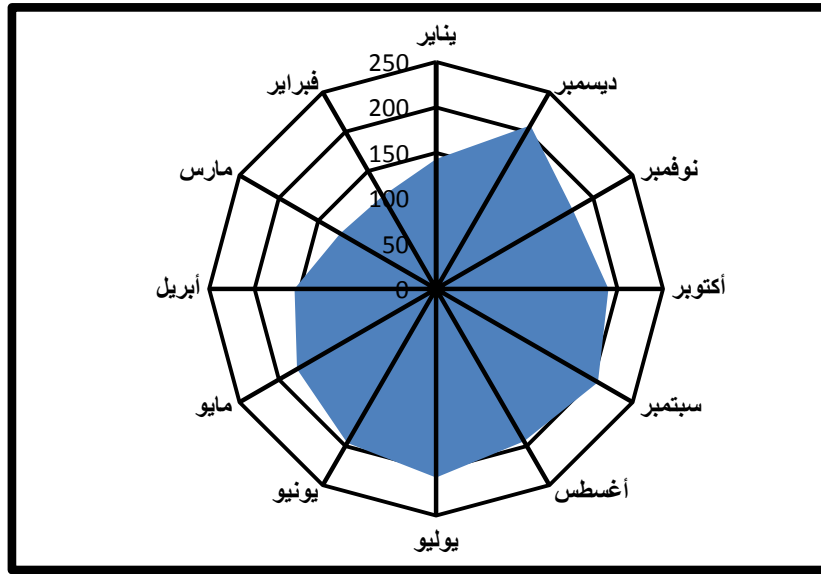 يناير
ديسمبر
نوفمبر
أكتوبر
سبتمبر
أغسطس
يوليو
يونيو
مايو
أبريل
مارس
فبراير
250
200
150
100
50
0